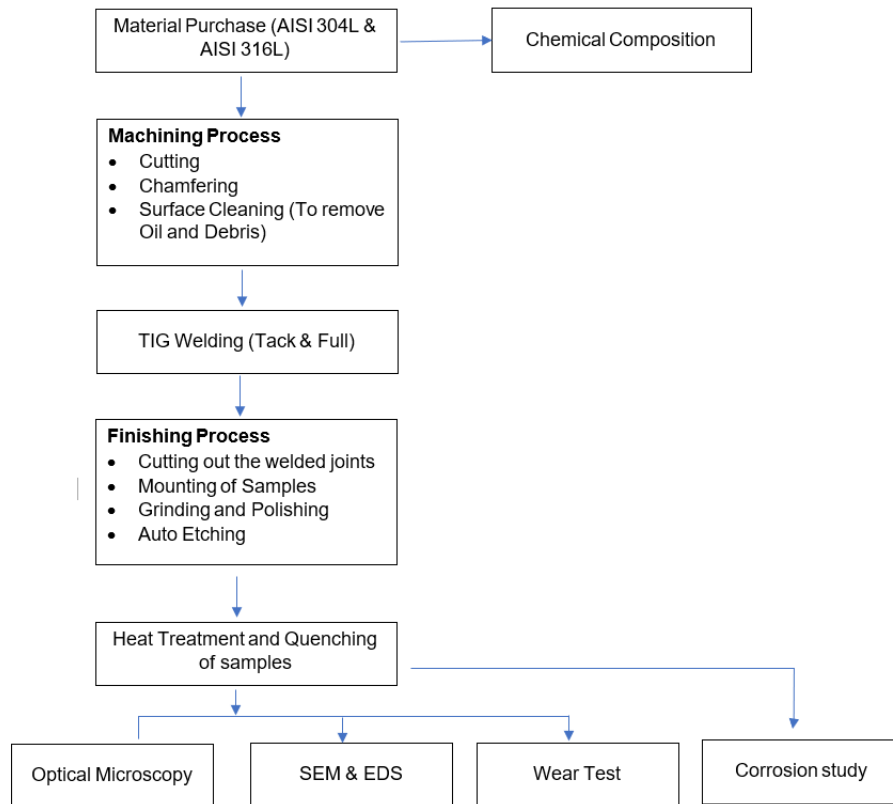 Material Purchase (AISI 304L &
AISI 316L)
Chemical Composition
Machining Process
• Cutting
• Chamfering
• Surface Cleaning (To remove
Oil and Debris)
TIG Welding (Tack & Full)
Finishing Process
• Cutting out the welded joints
• Mounting of Samples
• Grinding and Polishing
• Auto Etching
Heat Treatment and Quenching
of samples
Optical Microscopy
SEM & EDS
Wear Test
Corrosion study